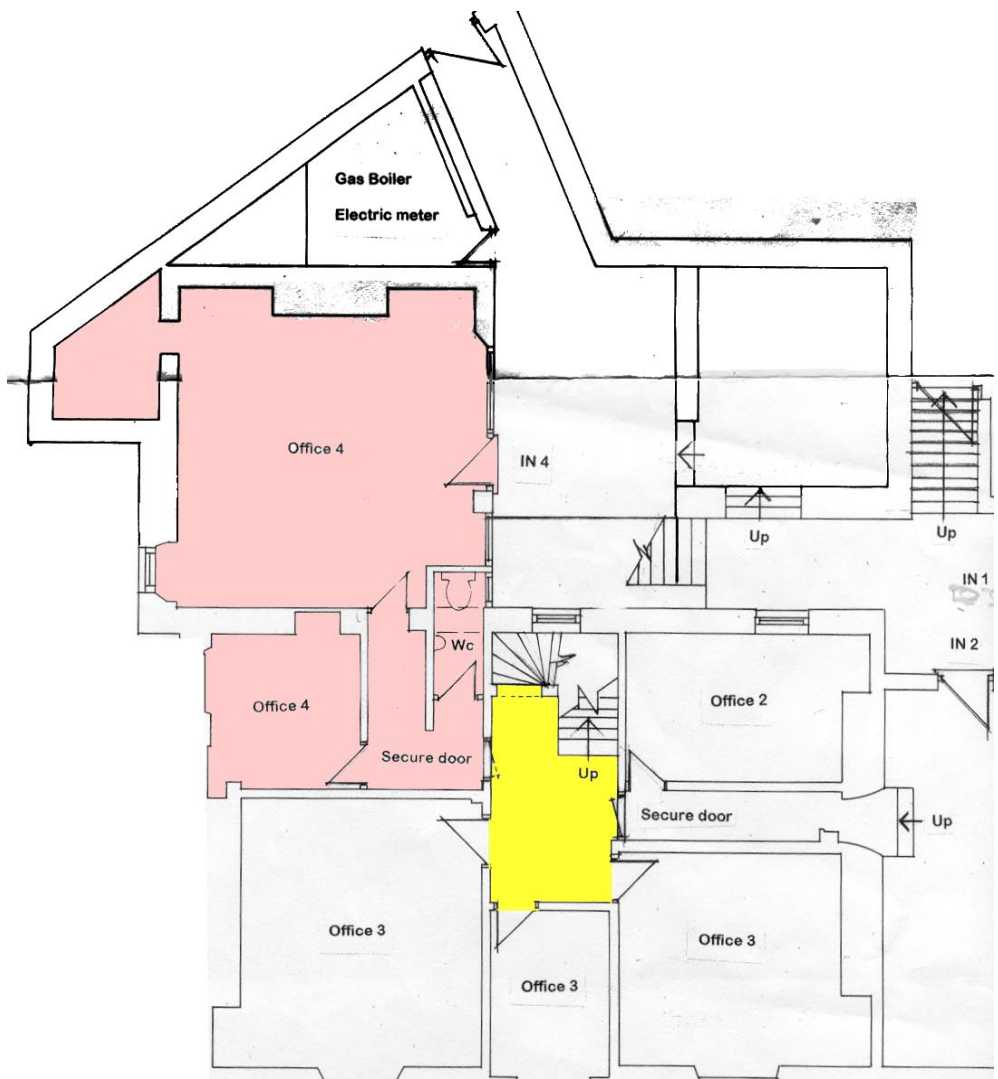 Gas Boiler
Electric meter
Office 4
IN 4
Up
Up
IN 1
IN 2
Wc
Office 4
Office 2
Secure door
Up
Secure door
Up
Office 3
Office 3
Office 3